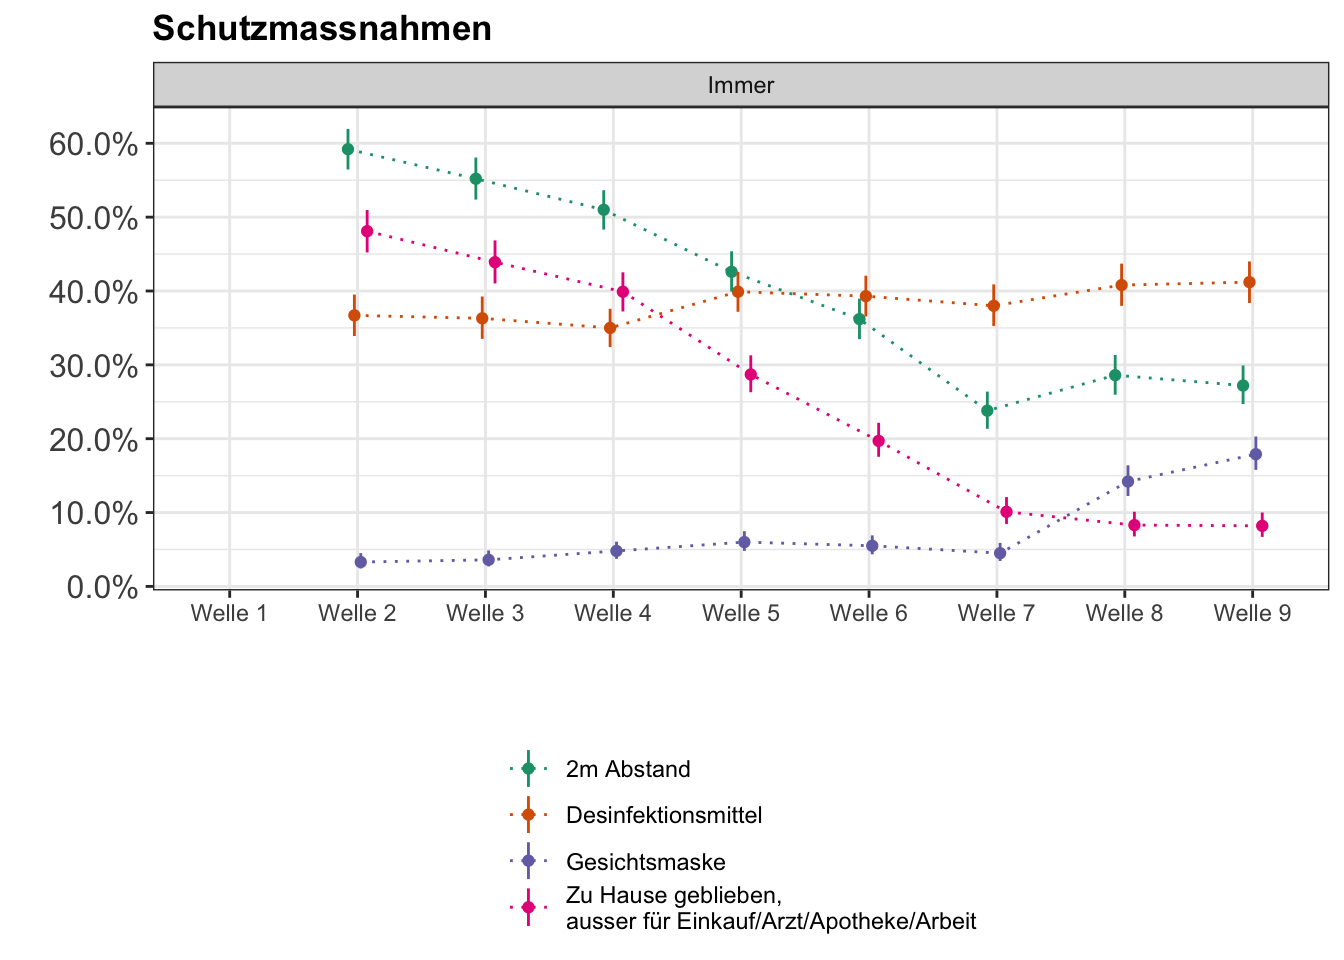 Schutzmassnahmen
Immer
60.0%
50.0%
40.0%
30.0%
20.0%
10.0%
0.0%
Welle 1 Welle 2 Welle 3 Welle 4 Welle 5 Welle 6 Welle 7 Welle 8 Welle 9
2m Abstand
Desinfektionsmittel
Gesichtsmaske
Zu Hause geblieben,
ausser für Einkauf/Arzt/Apotheke/Arbeit